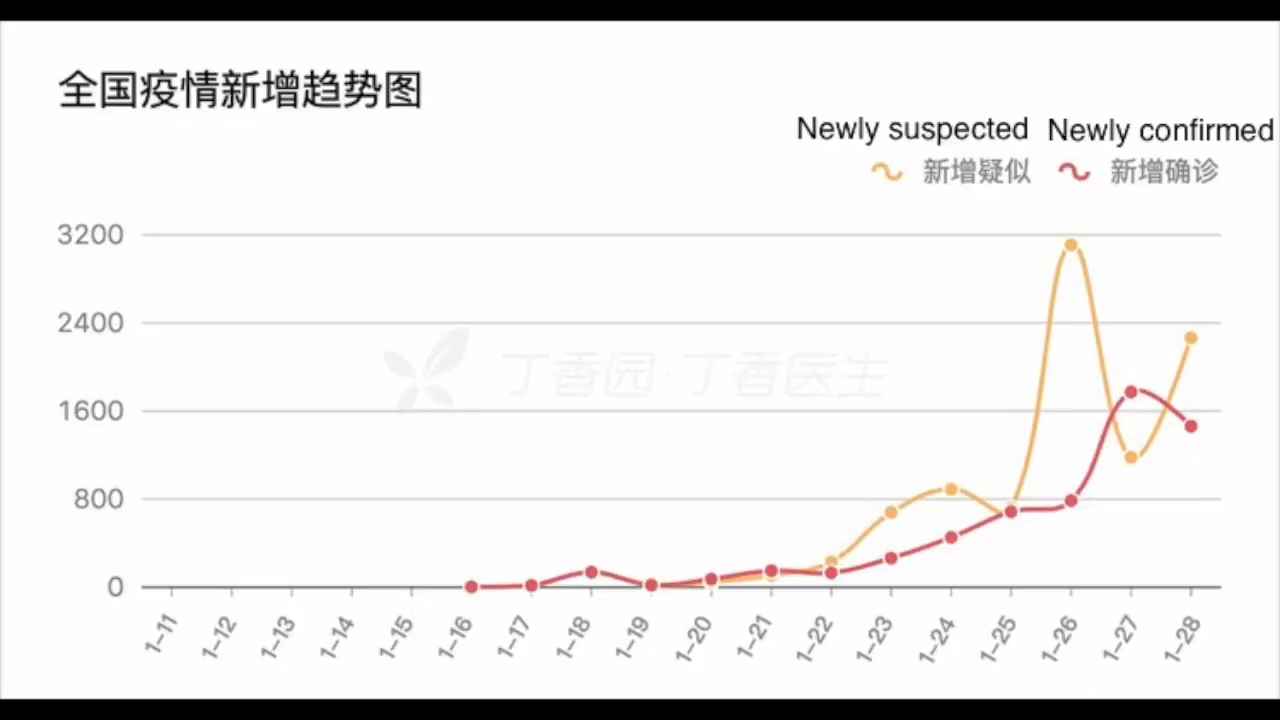 全国疫情新增趋势图
Newly suspected Newly confirmed
新增疑似 新增确诊
3200
2400
丁香园·丁香医生
1600
800
0
1-11 1-12 1-13 1-14 1-15 1-16 1-17 1-18 1-19 1-20 1-21 1-22 1-23 1-24 1-25 1-26 1-27 1-28